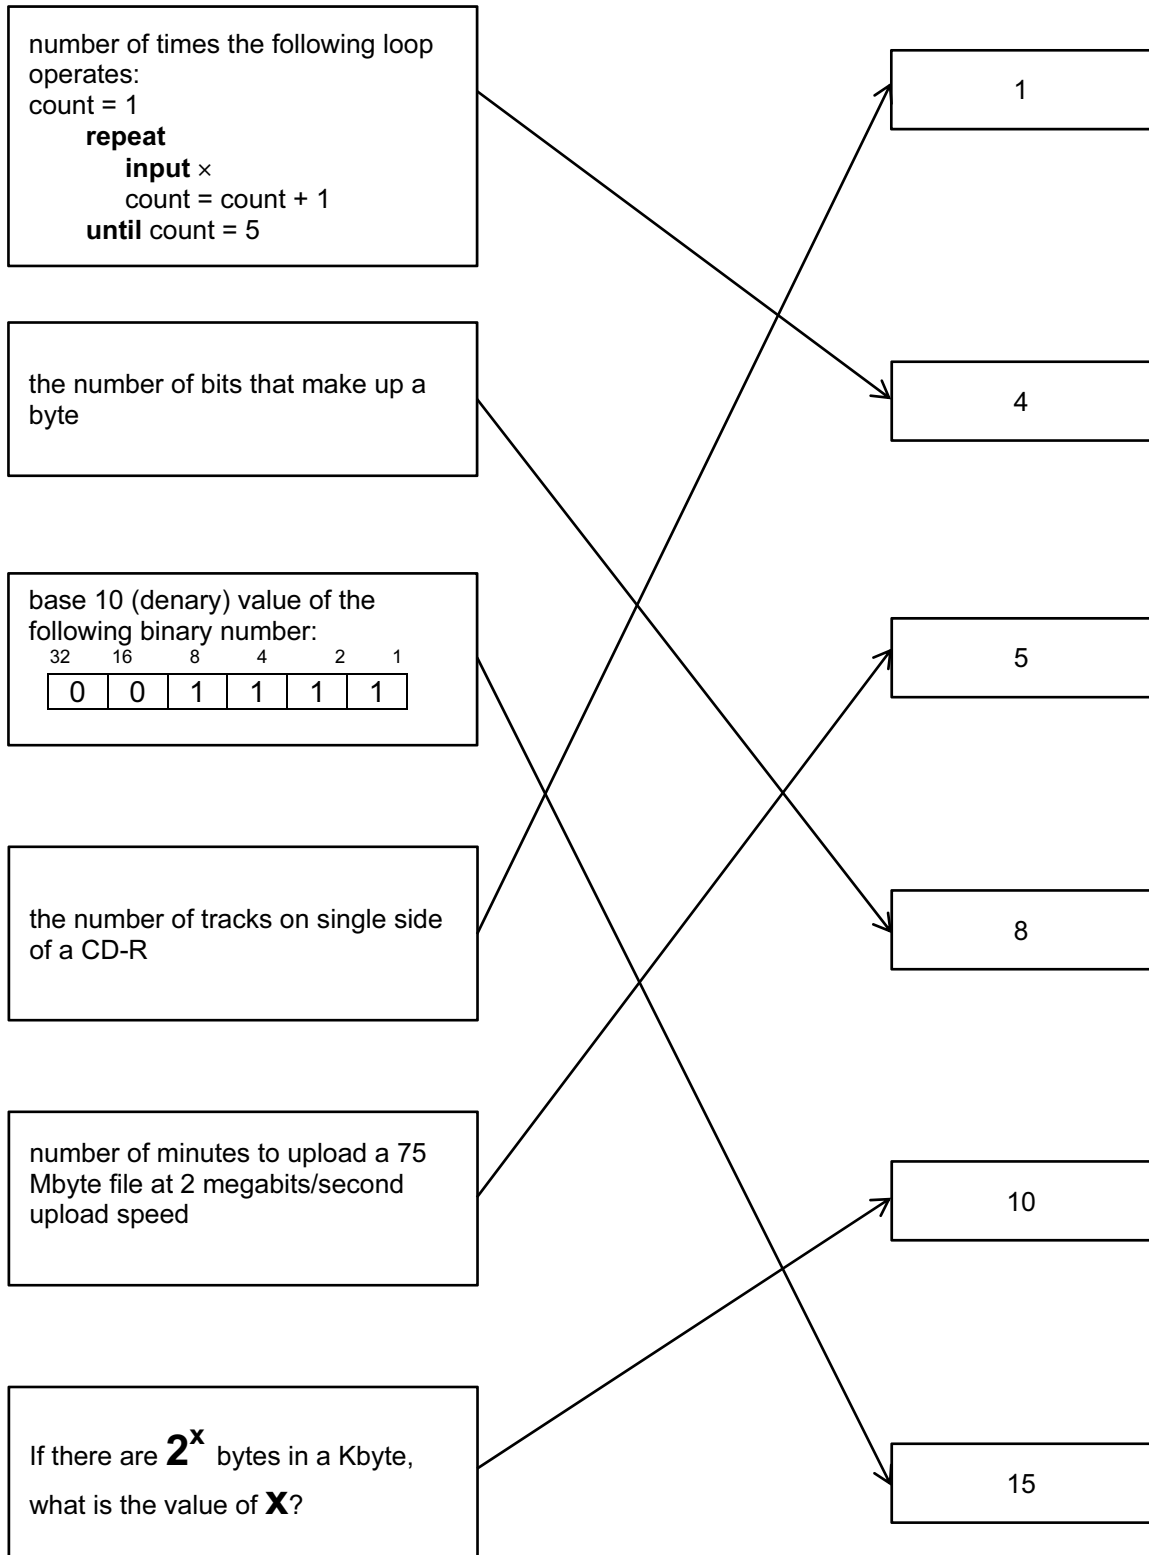 number of times the following loop
operates:
count = 1
repeat
input ×
count = count + 1
until count = 5
the number of bits that make up a
byte
base 10 (denary) value of the
following binary number:
32 16 8 4 2 1
0 0 1 1 1 1
the number of tracks on single side
of a CD-R
number of minutes to upload a 75
Mbyte file at 2 megabits/second
upload speed
If there are 2^x bytes in a Kbyte,
what is the value of x?
1
4
5
8
10
15